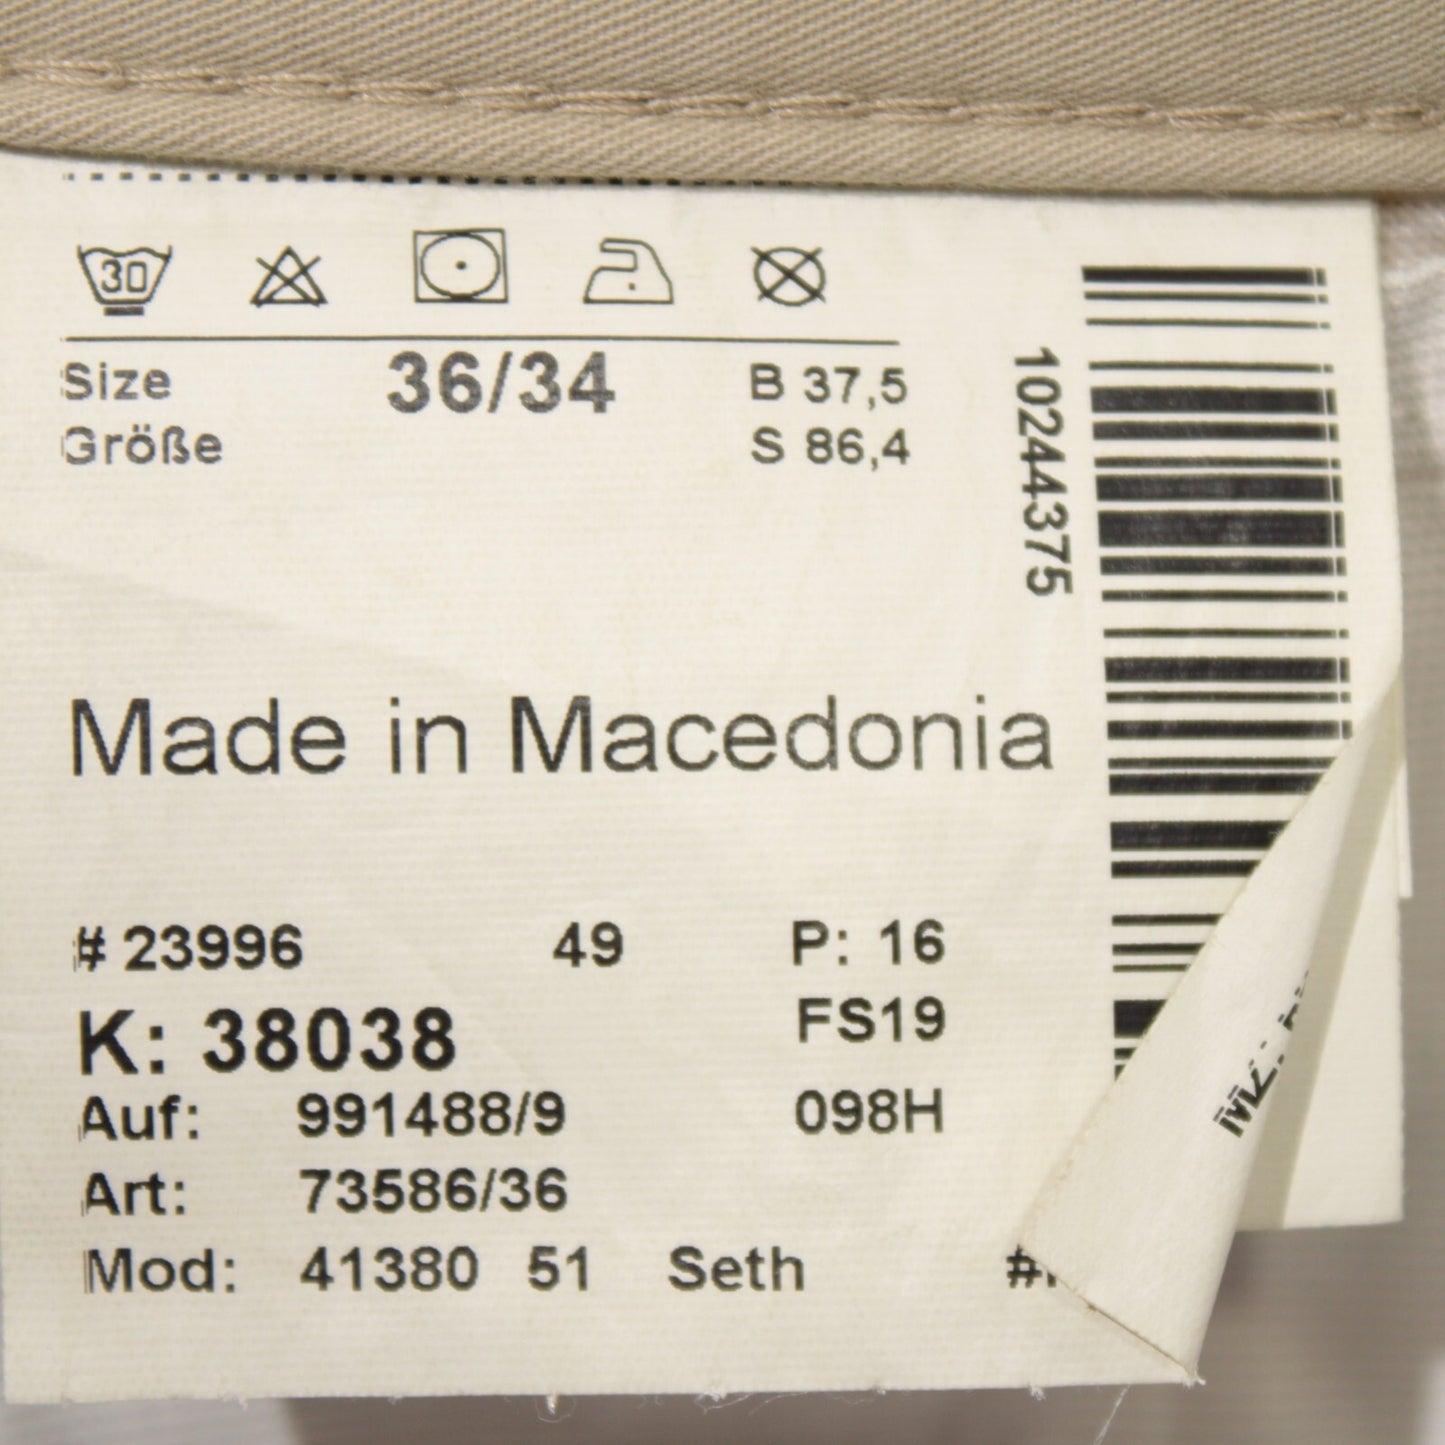 30
Size 36/34 B 37,5
Größe S 86,4
10244375
Made in Macedonia
# 23996 49 P: 16
K: 38038 FS19
Auf: 991488/9 098H
Art: 73586/36
Mod: 41380 51 Seth